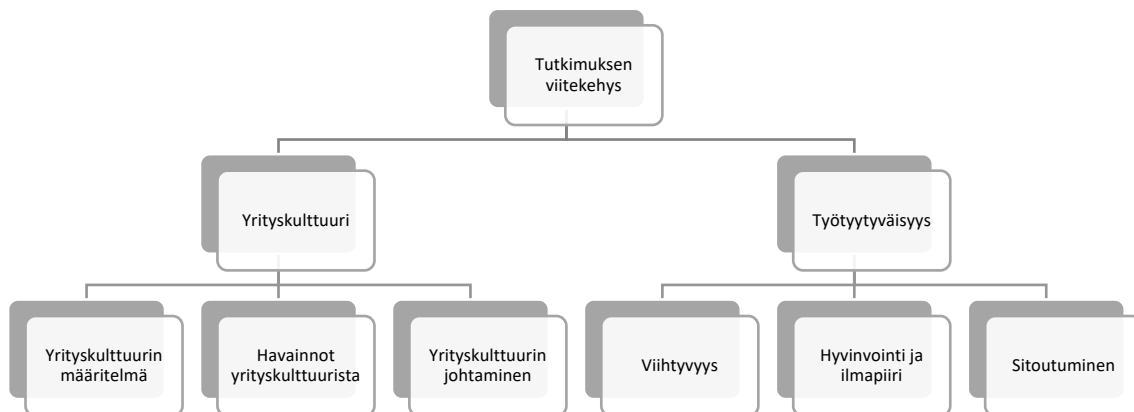 Tutkimuksen
viitekehys
Yrityskulttuuri
Työtyytyväisyys
Yrityskulttuurin
määritelmä
Havainnot
yrityskulttuurista
Yrityskulttuurin
johtaminen
Viihtyvyys
Hyvinvointi ja
ilmapiiri
Sitoutuminen